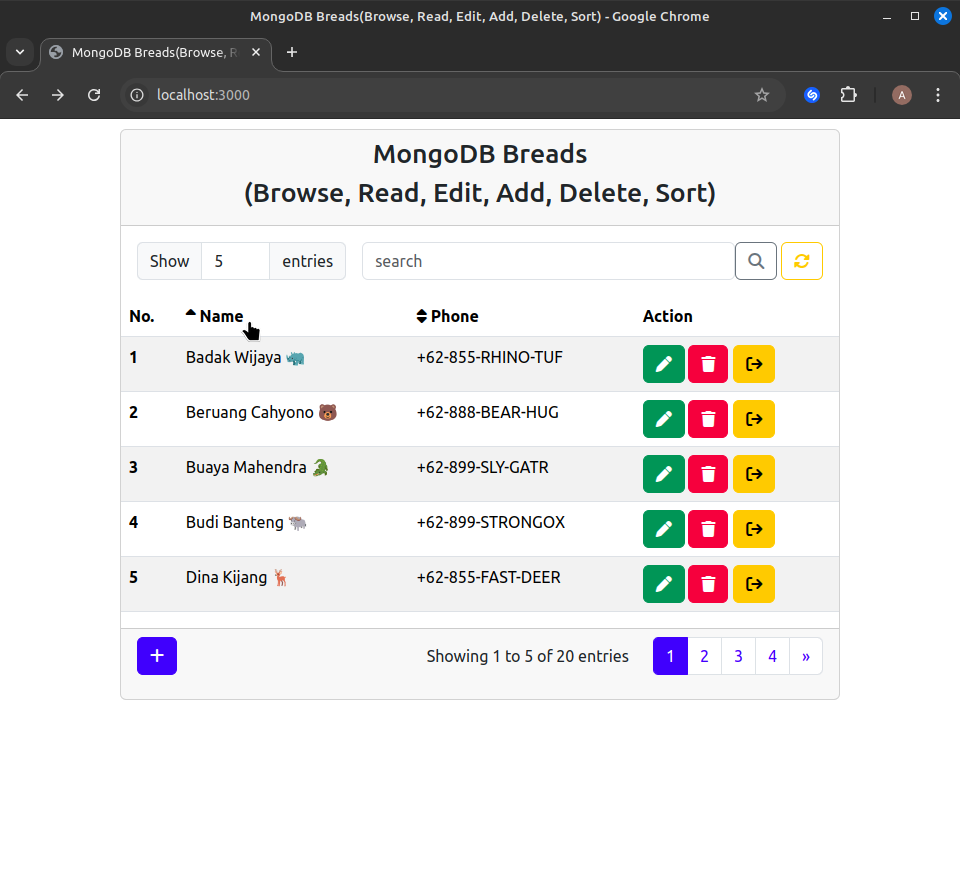 MongoDB Breads(Browse, Read, Edit, Add, Delete, Sort) - Google Chrome
MongoDB Breads(Browse, R
localhost:3000
A
MongoDB Breads
(Browse, Read, Edit, Add, Delete, Sort)
Show 5 entries search
No. Name Phone Action
1 Badak Wijaya 🦏 +62-855-RHINO-TUF
2 Beruang Cahyono 🐻 +62-888-BEAR-HUG
3 Buaya Mahendra 🐊 +62-899-SLY-GATR
4 Budi Banteng 🐃 +62-899-STRONGOX
5 Dina Kijang 🦌 +62-855-FAST-DEER
+ Showing 1 to 5 of 20 entries 1 2 3 4 »